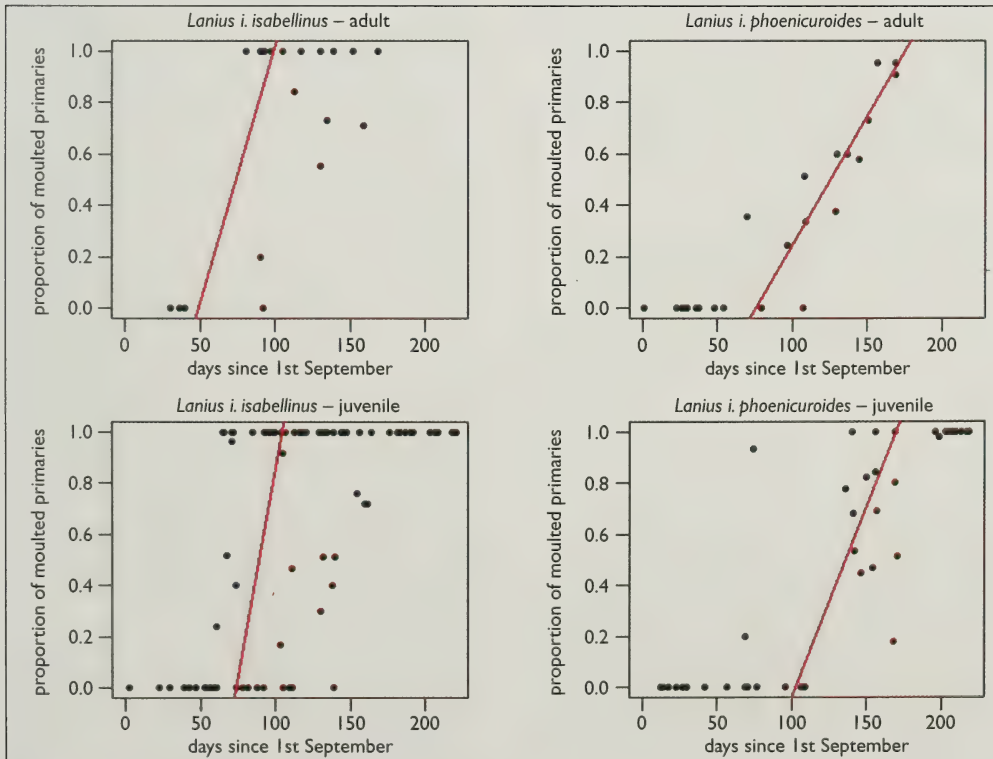 Lanius i. isabellinus – adult
proportion of moulted primaries
1.0
0.8
0.6
0.4
0.2
0.0
0 50 100 150 200
days since 1st September
Lanius i. phoenicuroides – adult
proportion of moulted primaries
1.0
0.8
0.6
0.4
0.2
0.0
0 50 100 150 200
days since 1st September
Lanius i. isabellinus – juvenile
proportion of moulted primaries
1.0
0.8
0.6
0.4
0.2
0.0
0 50 100 150 200
days since 1st September
Lanius i. phoenicuroides – juvenile
proportion of moulted primaries
1.0
0.8
0.6
0.4
0.2
0.0
0 50 100 150 200
days since 1st September